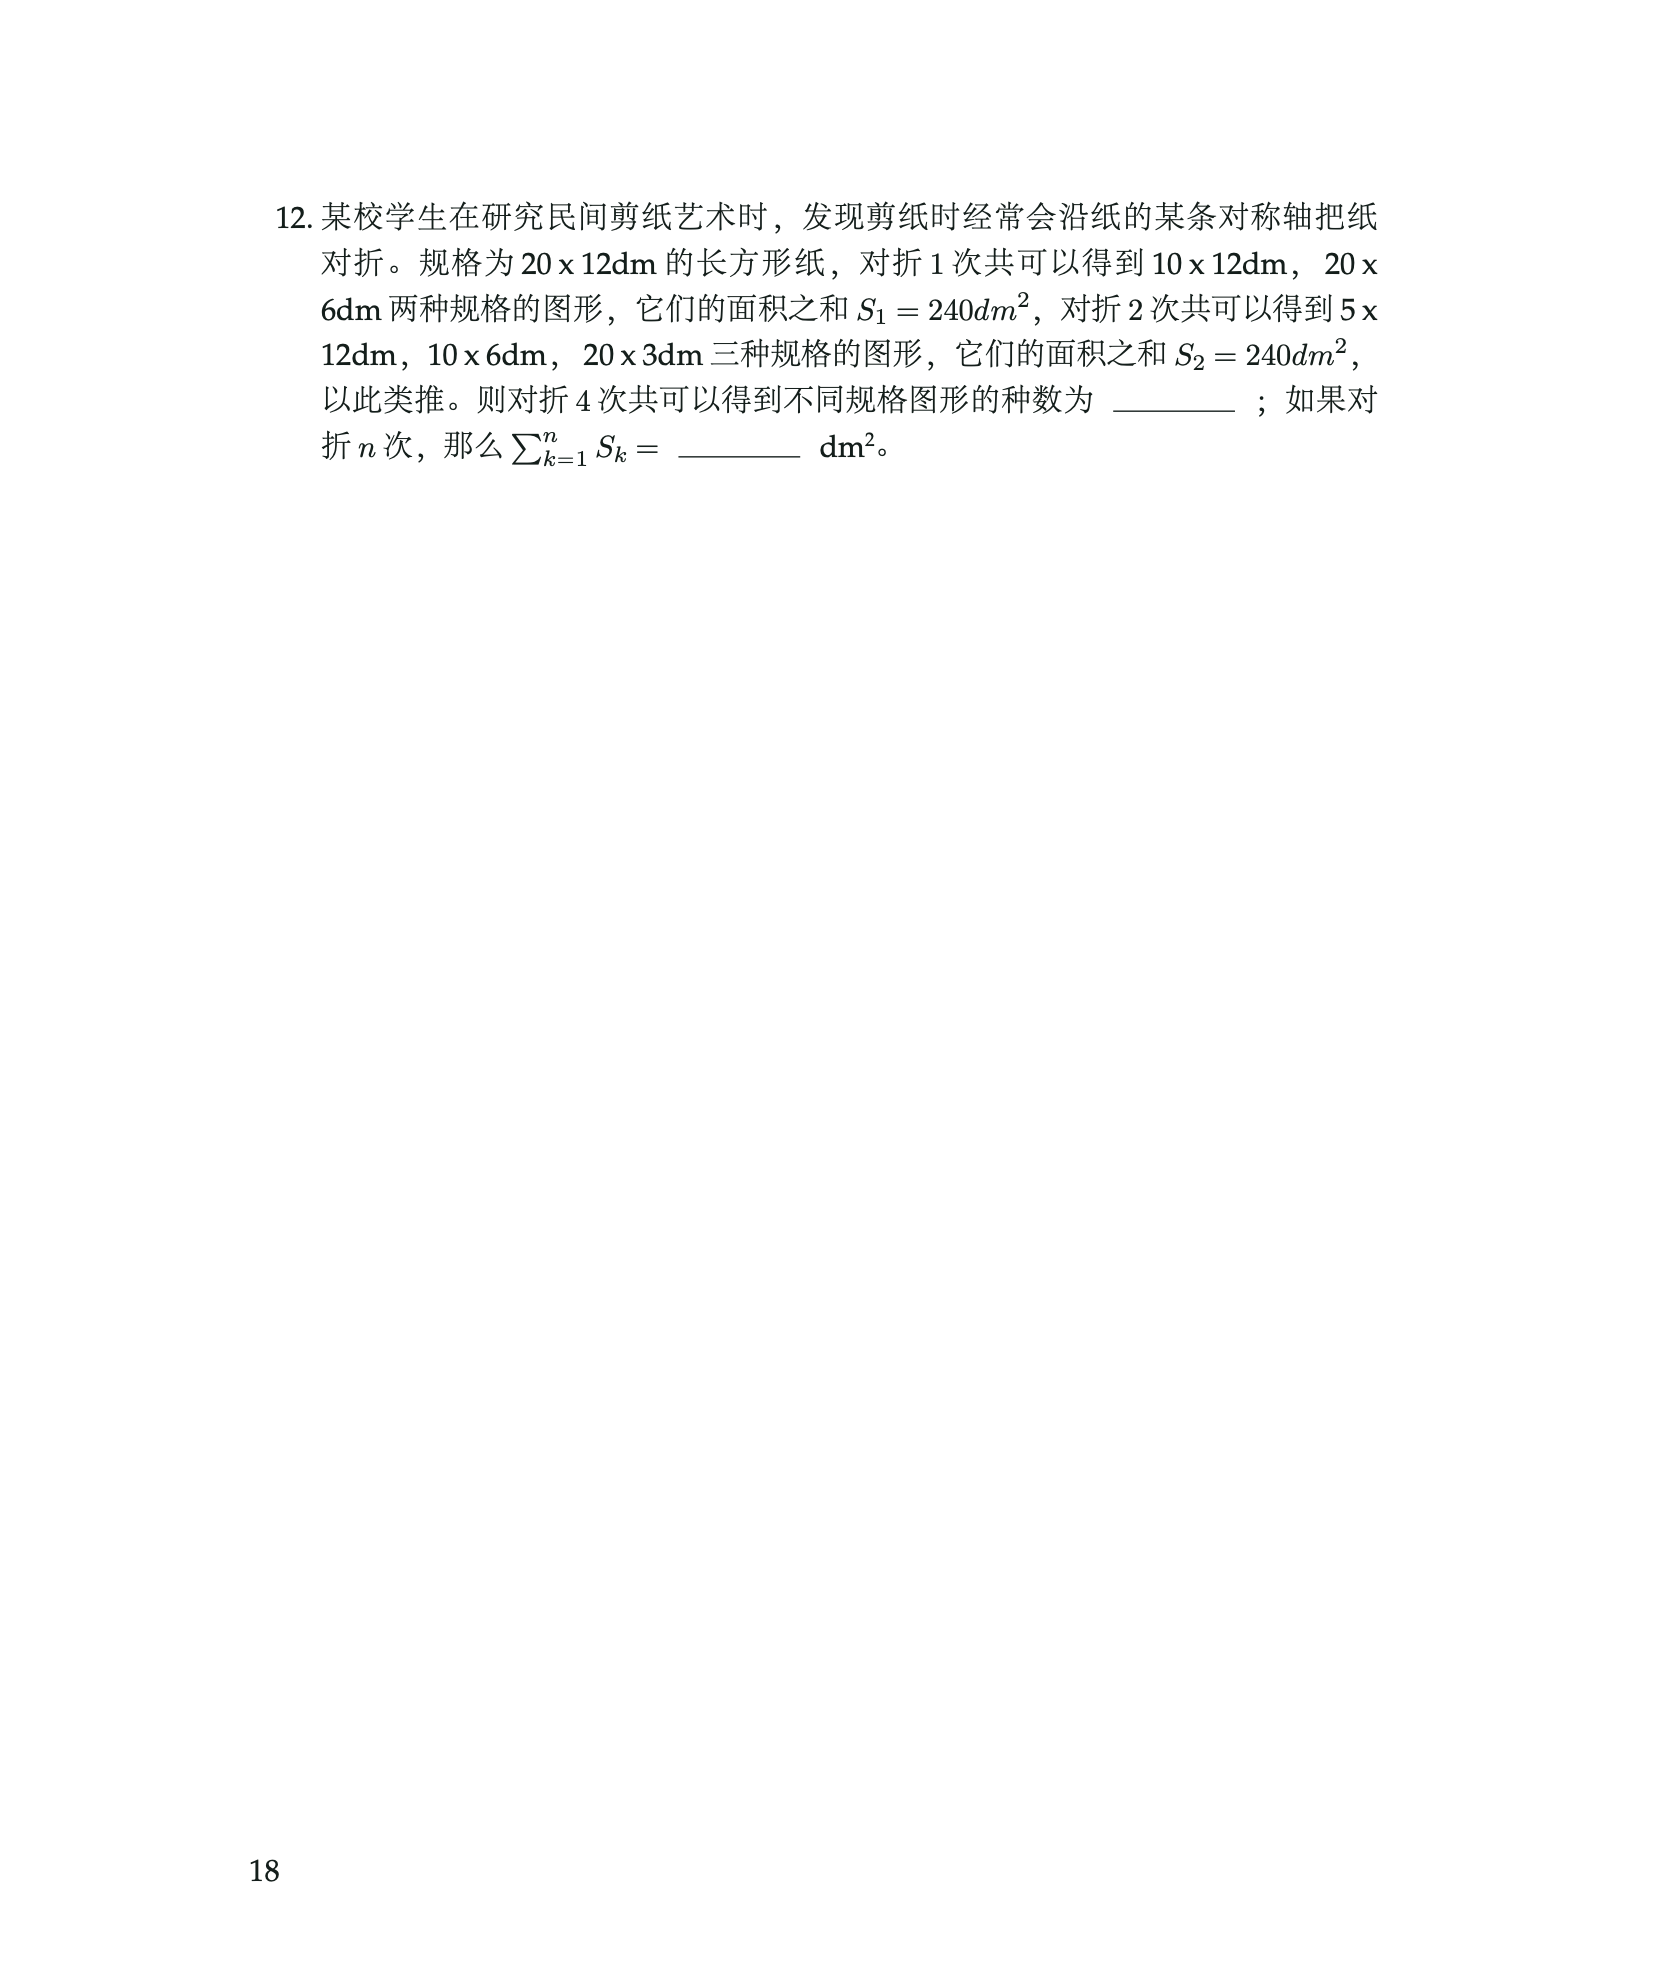 12. 某校学生在研究民间剪纸艺术时，发现剪纸时经常会沿纸的某条对称轴把纸
对折。规格为 20 x 12dm 的长方形纸，对折 1 次共可以得到 10 x 12dm， 20 x
6dm 两种规格的图形，它们的面积之和 $S_1 = 240dm^2$，对折 2 次共可以得到 5 x
12dm，10 x 6dm， 20 x 3dm 三种规格的图形，它们的面积之和 $S_2 = 240dm^2$，
以此类推。则对折 4 次共可以得到不同规格图形的种数为 ________ ；如果对
折 $n$ 次，那么 $\sum_{k=1}^{n} S_k =$ ________ dm²。
18